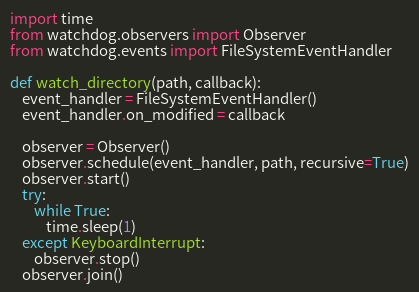 import time
from watchdog.observers import Observer
from watchdog.events import FileSystemEventHandler

def watch_directory(path, callback):
    event_handler = FileSystemEventHandler()
    event_handler.on_modified = callback

    observer = Observer()
    observer.schedule(event_handler, path, recursive=True)
    observer.start()
    try:
        while True:
            time.sleep(1)
    except KeyboardInterrupt:
        observer.stop()
    observer.join()